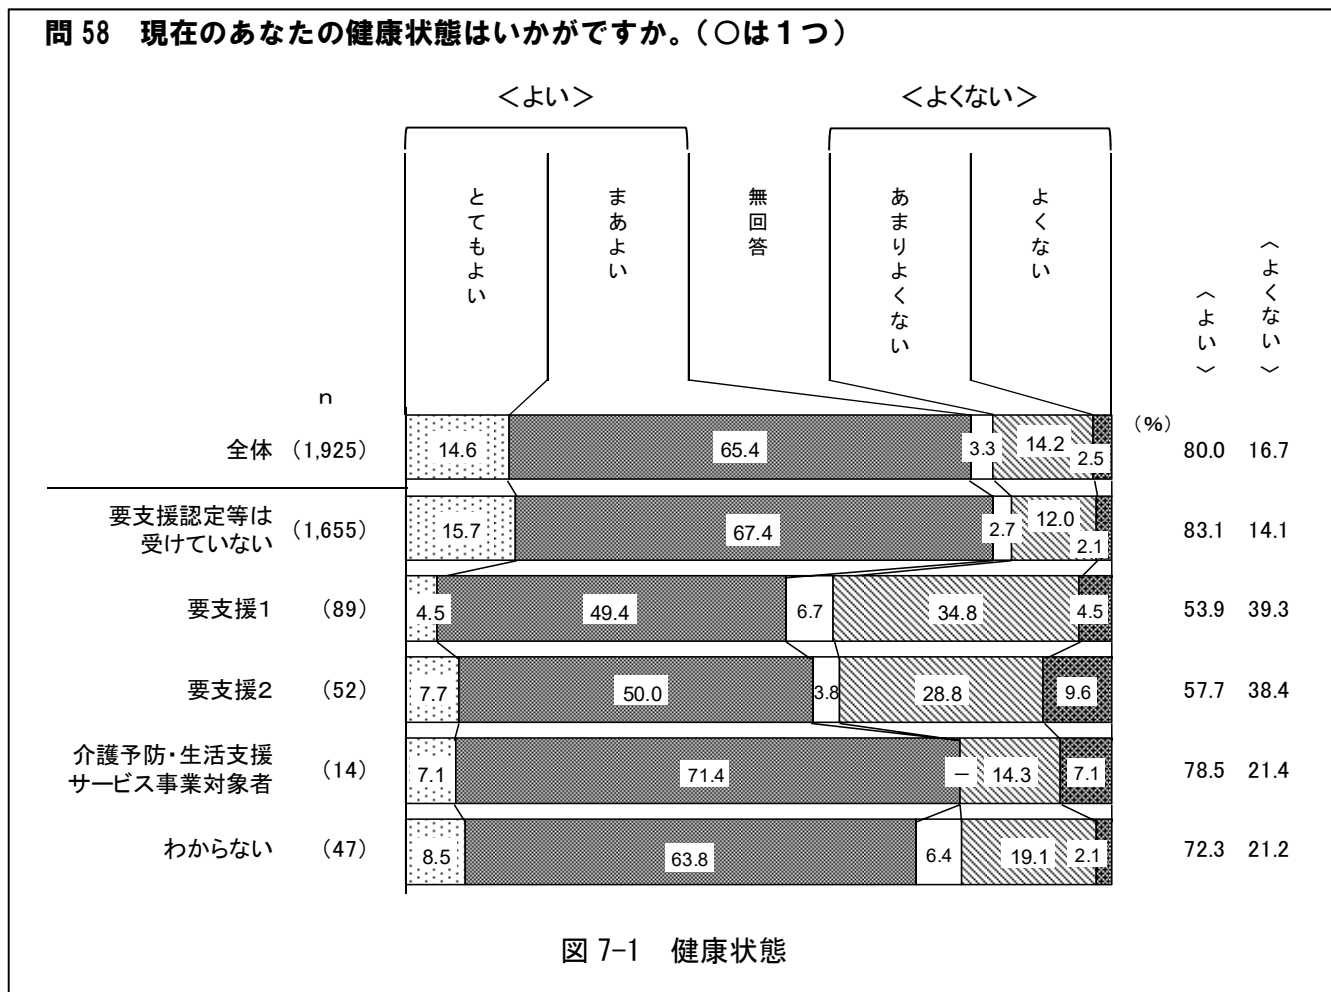 問 58　現在のあなたの健康状態はいかがですか。（○は１つ）
＜よい＞　＜よくない＞
とてもよい
まあよい
無回答
あまりよくない
よくない
〈よい〉
〈よくない〉
ｎ
（%）
全体 (1,925) 14.6 65.4 3.3 14.2 2.5 80.0 16.7
要支援認定等は
受けていない (1,655) 15.7 67.4 2.7 12.0 2.1 83.1 14.1
要支援１ (89) 4.5 49.4 6.7 34.8 4.5 53.9 39.3
要支援２ (52) 7.7 50.0 3.8 28.8 9.6 57.7 38.4
介護予防・生活支援
サービス事業対象者 (14) 7.1 71.4 － 14.3 7.1 78.5 21.4
わからない (47) 8.5 63.8 6.4 19.1 2.1 72.3 21.2
図 7-1　健康状態